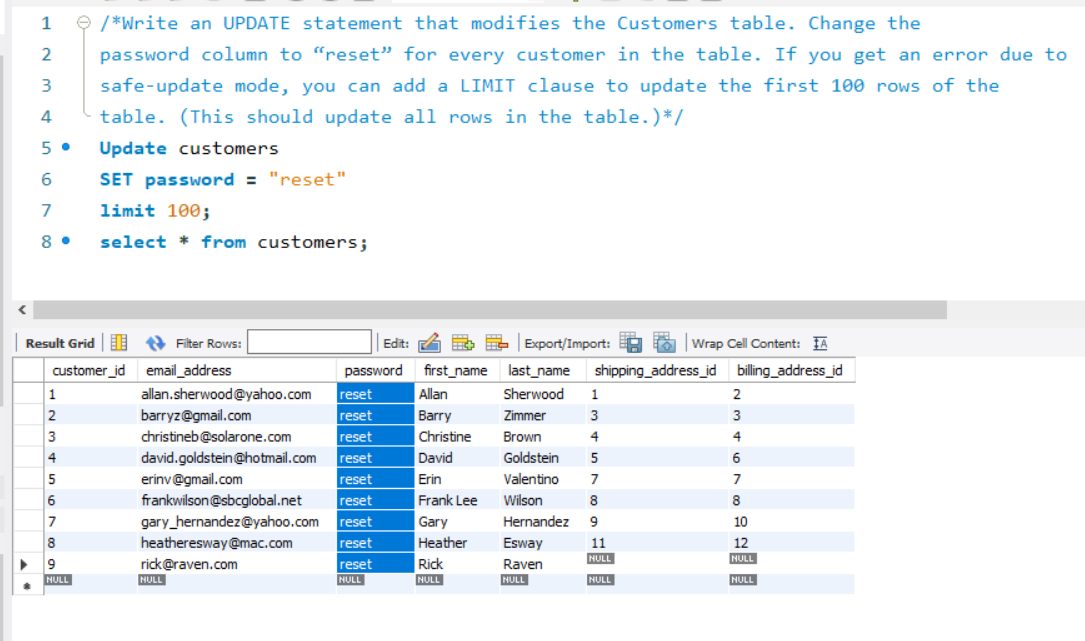 1 /*Write an UPDATE statement that modifies the Customers table. Change the
2 password column to “reset” for every customer in the table. If you get an error due to
3 safe-update mode, you can add a LIMIT clause to update the first 100 rows of the
4 table. (This should update all rows in the table.)*/
5 Update customers
6 SET password = "reset"
7 limit 100;
8 select * from customers;
Result Grid Filter Rows: Edit: Export/Import: Wrap Cell Content: IA
customer_id email_address password first_name last_name shipping_address_id billing_address_id
1 allan.sherwood@yahoo.com reset Allan Sherwood 1 2
2 barryz@gmail.com reset Barry Zimmer 3 3
3 christineb@solarone.com reset Christine Brown 4 4
4 david.goldstein@hotmail.com reset David Goldstein 5 6
5 erinv@gmail.com reset Erin Valentino 7 7
6 frankwilson@sbcglobal.net reset Frank Lee Wilson 8 8
7 gary_hernandez@yahoo.com reset Gary Hernandez 9 10
8 heatheresway@mac.com reset Heather Esway 11 12
9 rick@raven.com reset Rick Raven NULL NULL
NULL NULL NULL NULL NULL NULL NULL